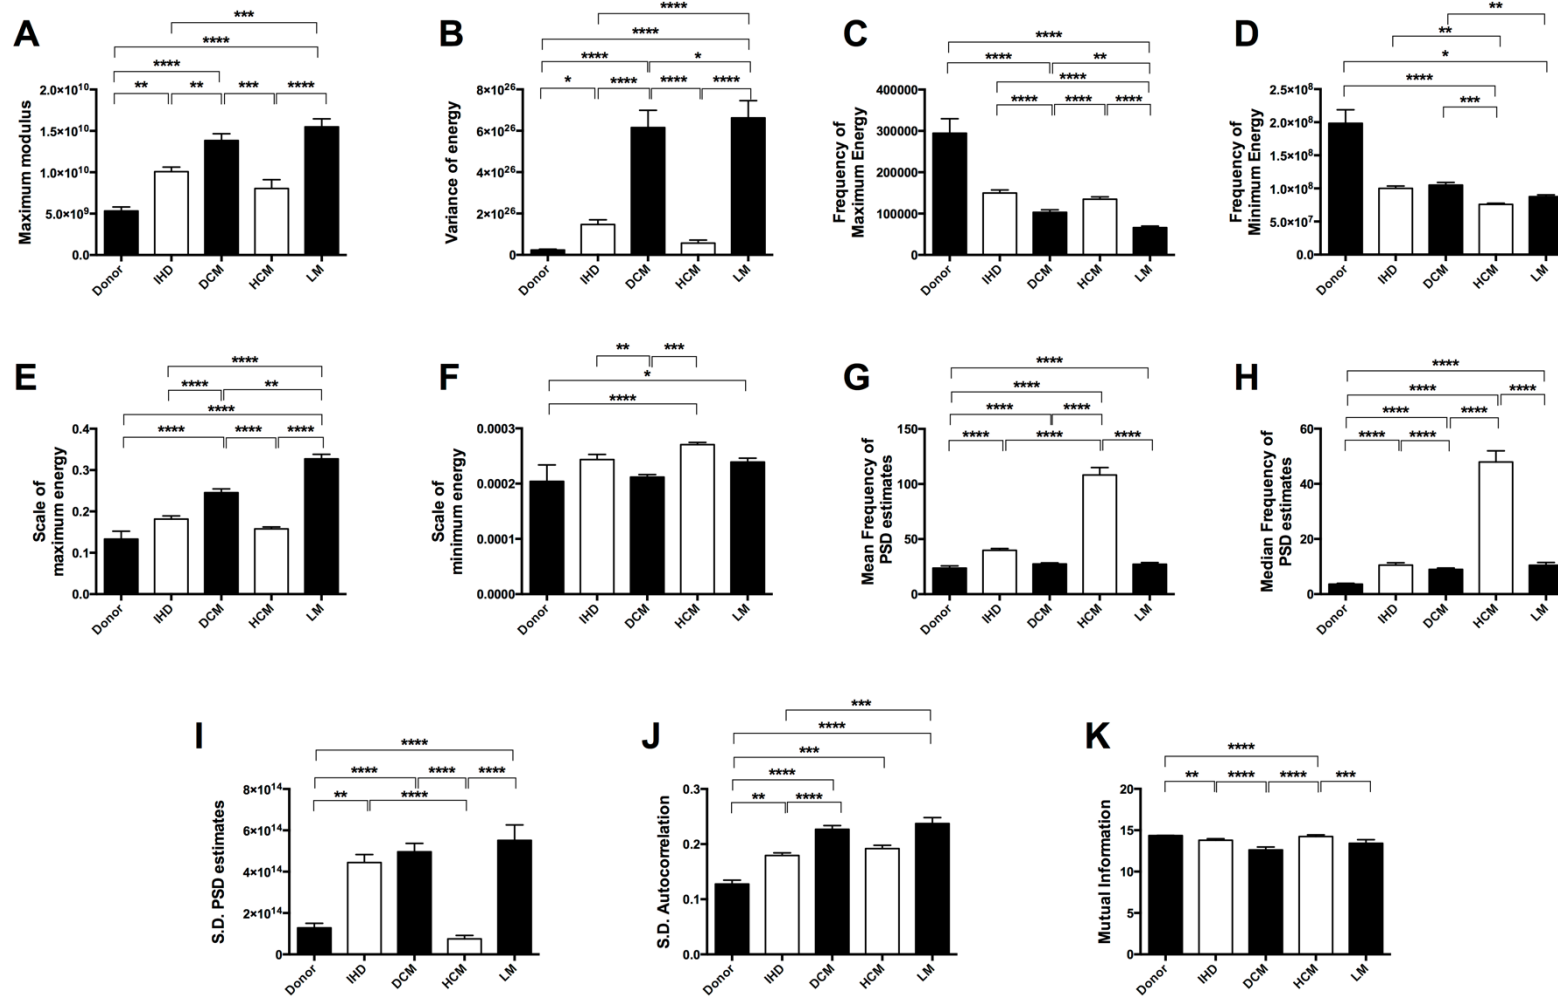 A
***
****
****
** ** *** ****
Maximum modulus
2.0×10¹⁰
1.5×10¹⁰
1.0×10¹⁰
5.0×10⁹
0.0
Donor IHD DCM HCM LM
B
****
****
**** *
* **** **** ****
Variance of energy
8×10²⁶
6×10²⁶
4×10²⁶
2×10²⁶
0
Donor IHD DCM HCM LM
C
****
**** **
****
**** **** ****
Frequency of
Maximum Energy
400000
300000
200000
100000
0
Donor IHD DCM HCM LM
D
**
**
*
****
***
Frequency of
Minimum Energy
2.5×10⁸
2.0×10⁸
1.5×10⁸
1.0×10⁸
5.0×10⁷
0.0
Donor IHD DCM HCM LM
E
****
**** **
****
**** **** ****
Scale of
maximum energy
0.4
0.3
0.2
0.1
0.0
Donor IHD DCM HCM LM
F
** ***
*
****
Scale of
minimum energy
0.0003
0.0002
0.0001
0.0000
Donor IHD DCM HCM LM
G
****
****
**** ****
**** **** ****
Mean Frequency of
PSD estimates
150
100
50
0
Donor IHD DCM HCM LM
H
****
**** ****
**** ****
**** ****
Median Frequency of
PSD estimates
60
40
20
0
Donor IHD DCM HCM LM
I
****
**** **** ****
** ****
S.D. PSD estimates
8×10¹⁴
6×10¹⁴
4×10¹⁴
2×10¹⁴
0
Donor IHD DCM HCM LM
J
***
****
***
****
** ****
S.D. Autocorrelation
0.3
0.2
0.1
0.0
Donor IHD DCM HCM LM
K
****
** **** **** ***
Mutual Information
20
15
10
5
0
Donor IHD DCM HCM LM